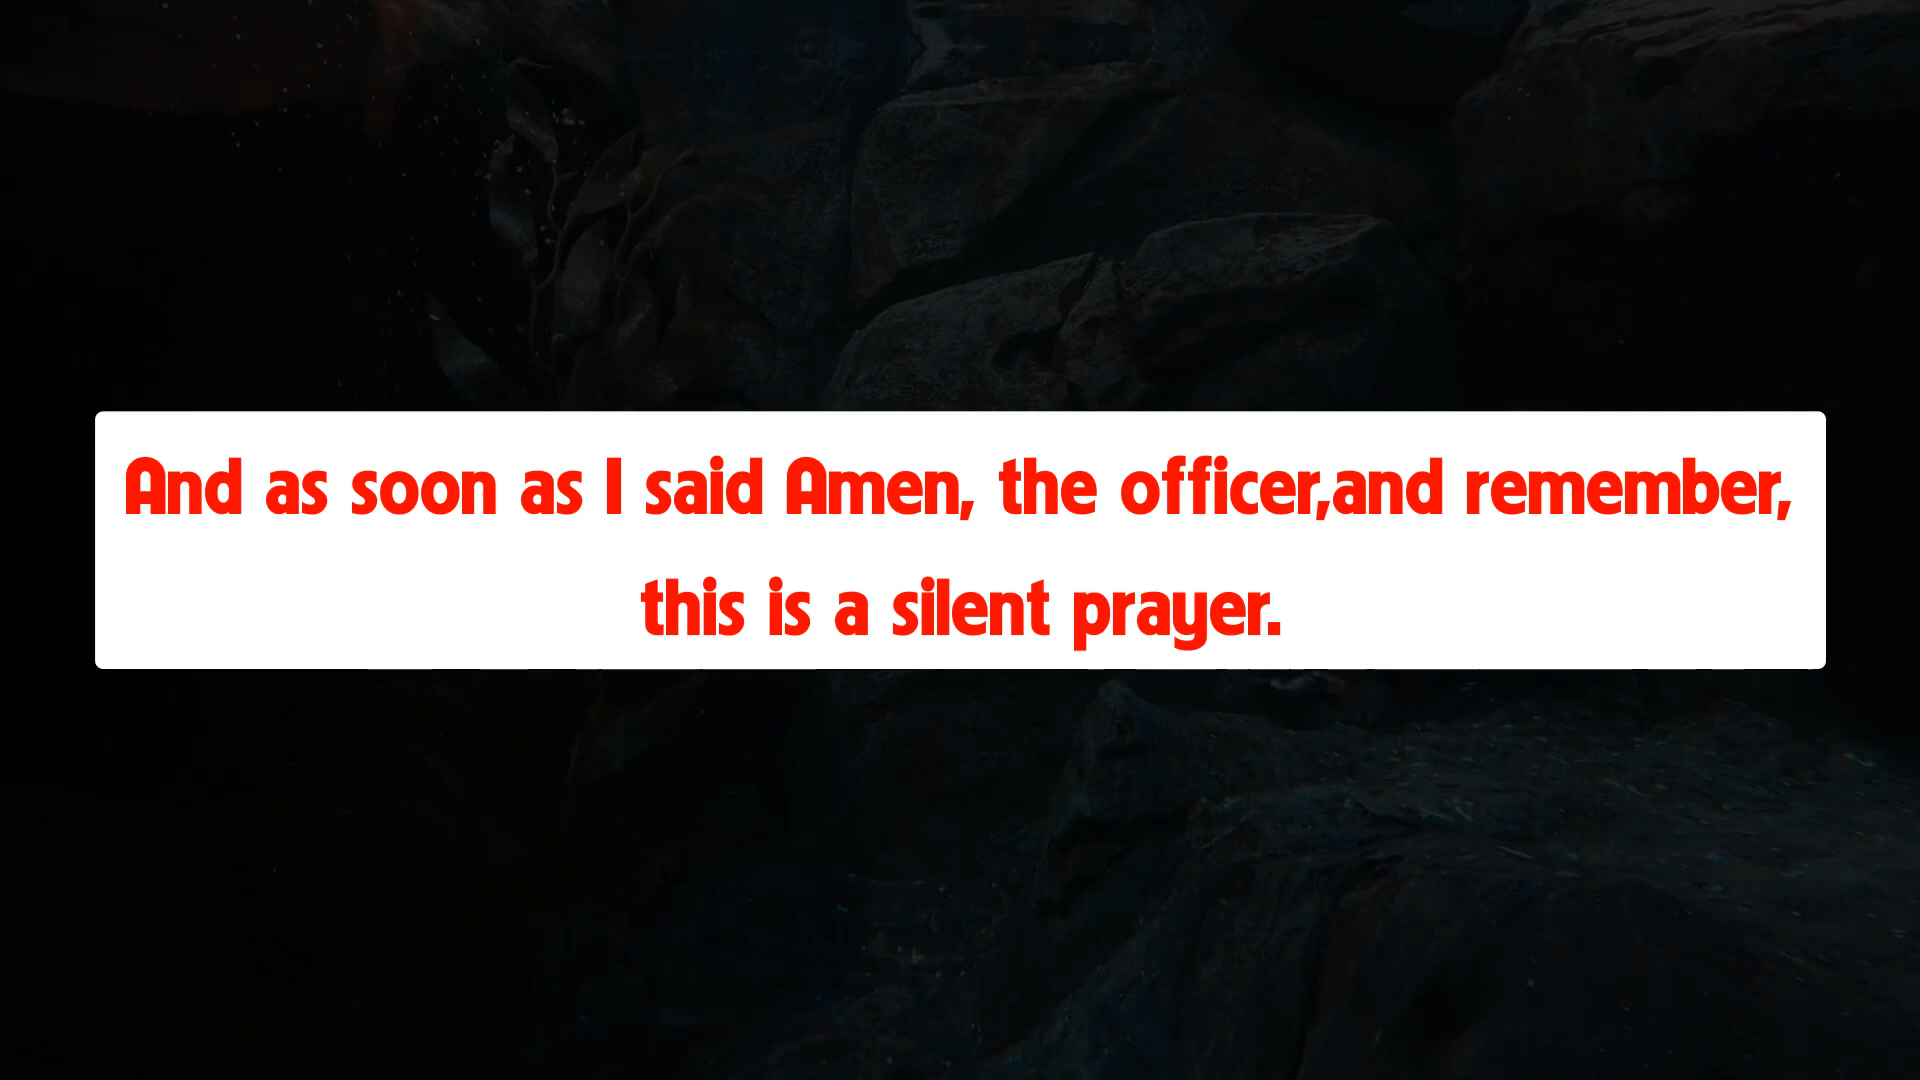 And as soon as I said Amen, the officer,and remember,
this is a silent prayer.